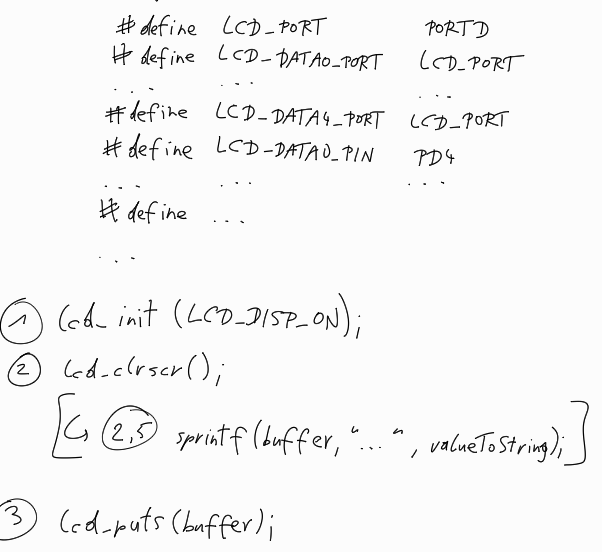 #define LCD_PORT PORTD
#define LCD_DATA0_PORT LCD_PORT
... ... ...
#define LCD_DATA4_PORT LCD_PORT
#define LCD_DATA0_PIN PD4
... ... ...
#define ...
...
1 lcd_init (LCD_DISP_ON);
2 lcd_clrscr();
[↳ 2,5 sprintf(buffer, "...", valueToString);]
3 lcd_puts(buffer);